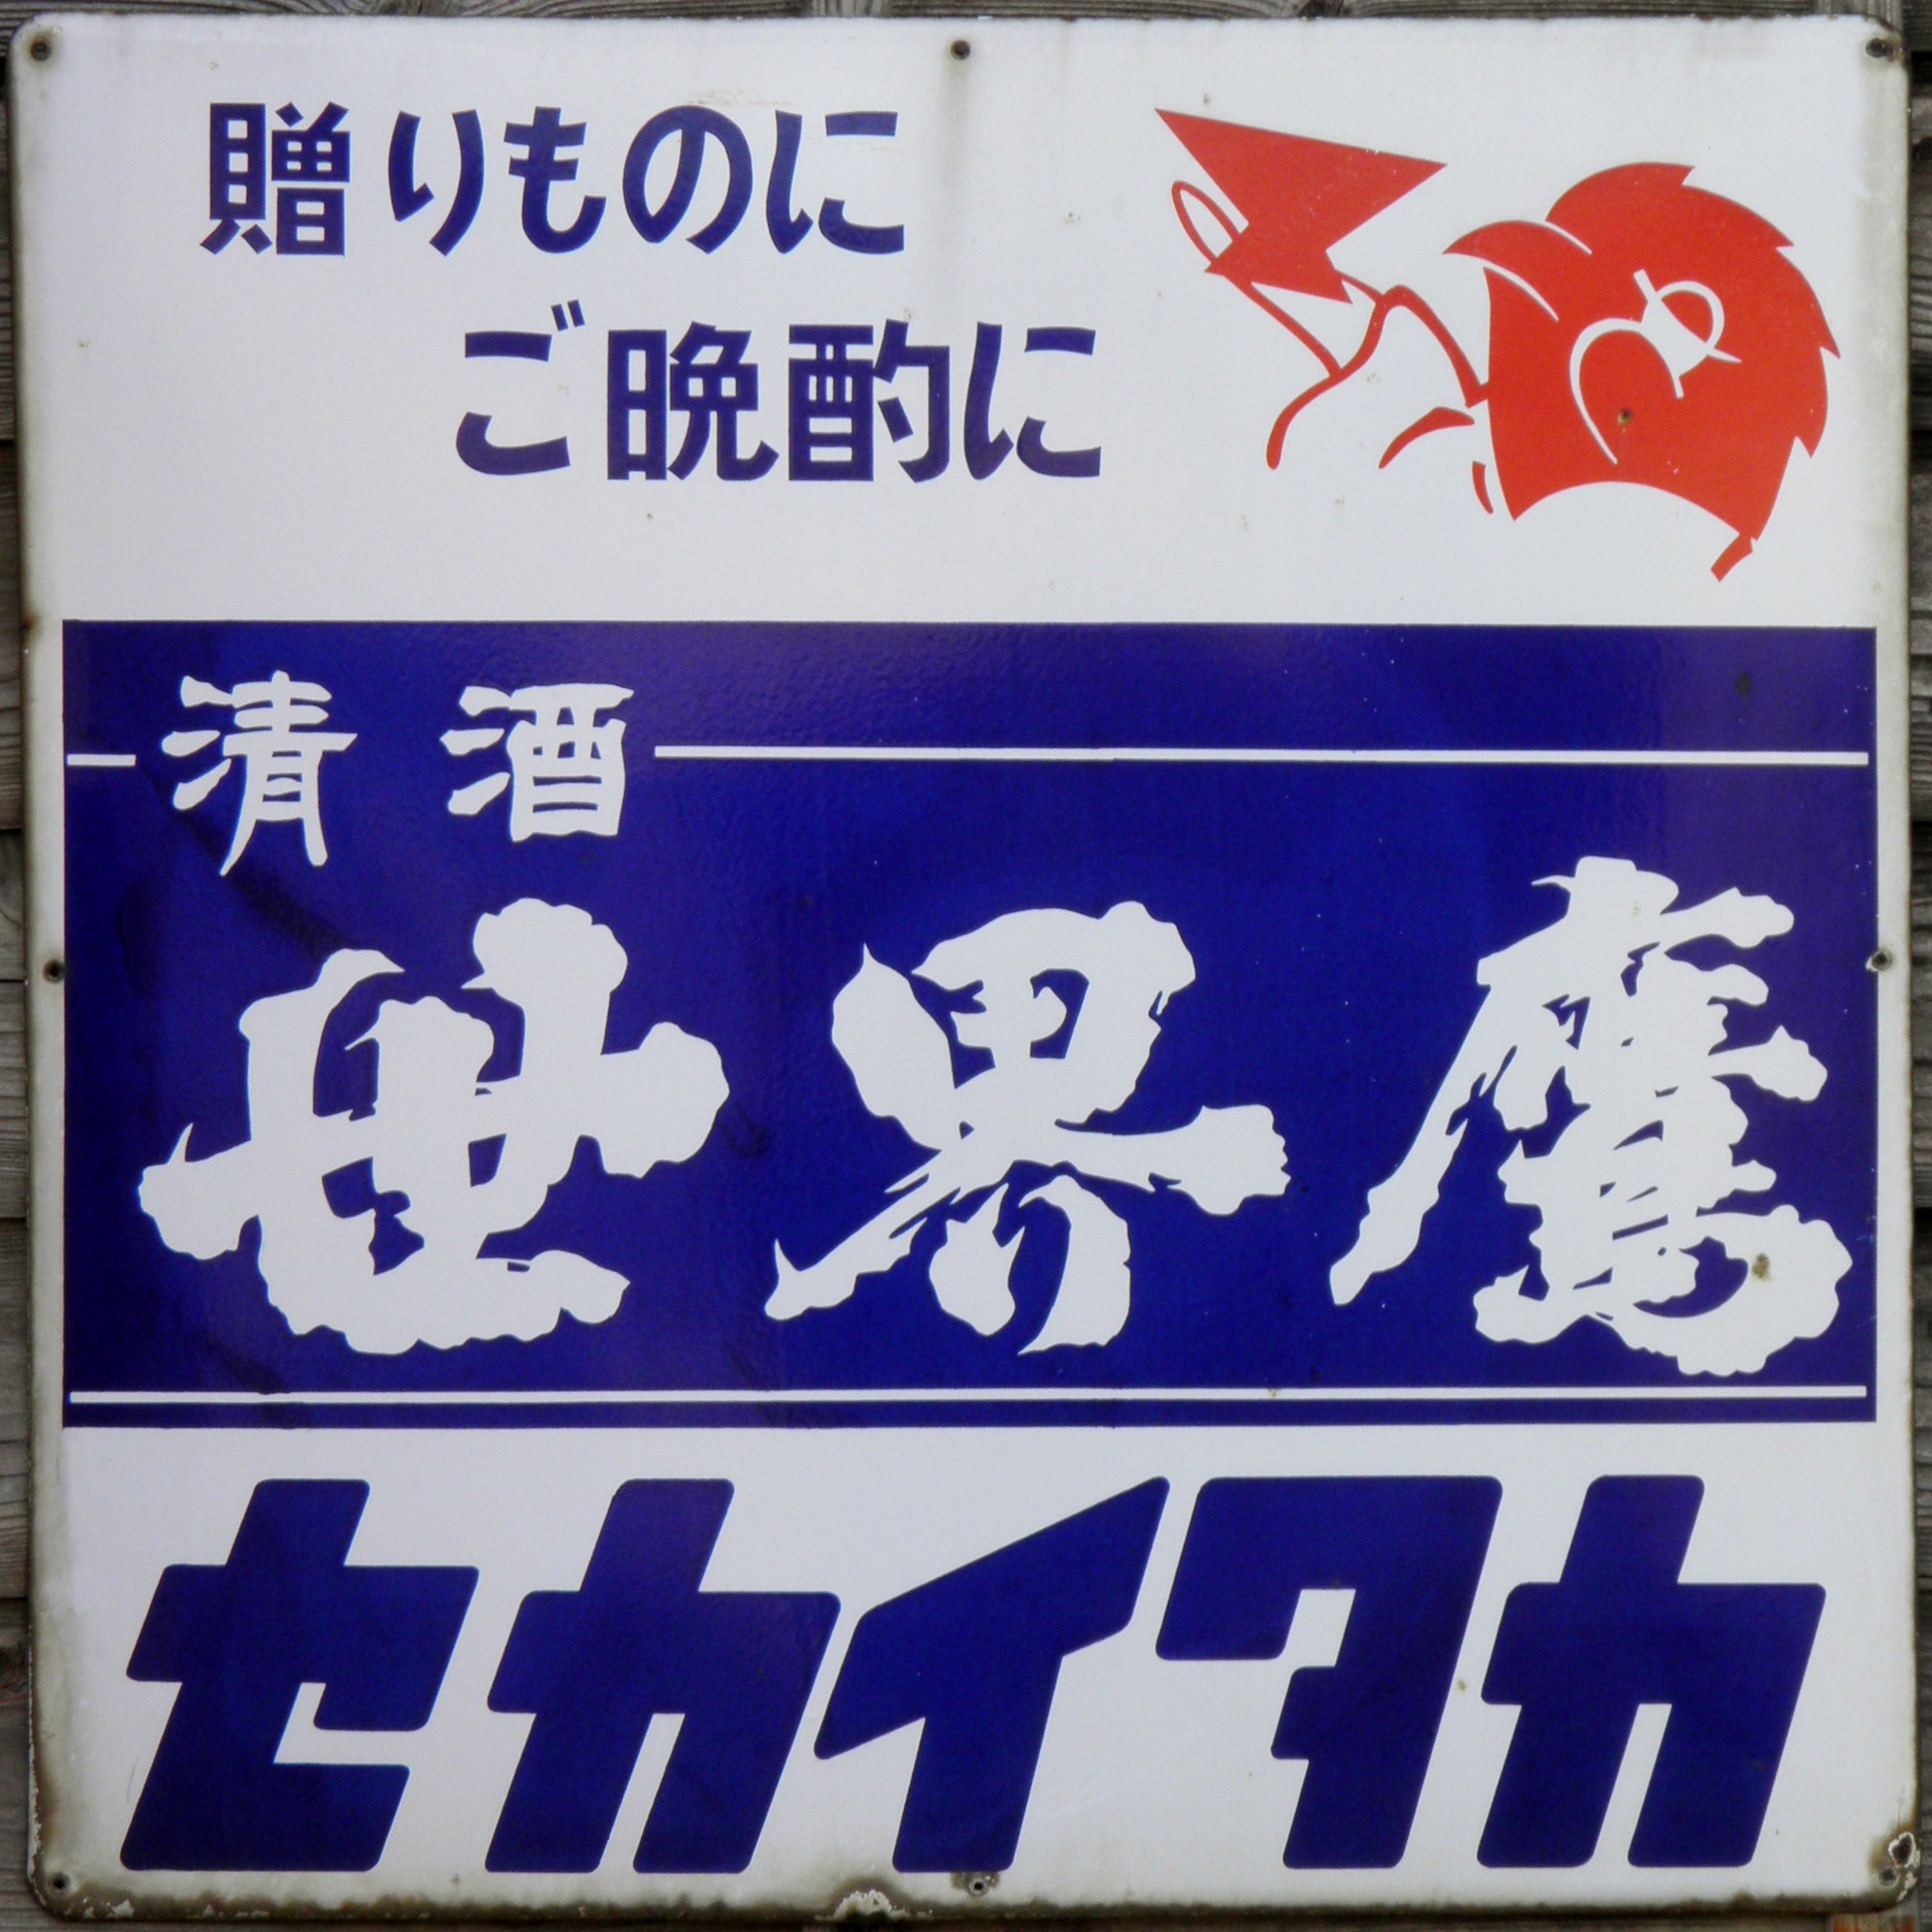 贈りものに
ご晩酌に
清酒
世界鷹
セカイタカ